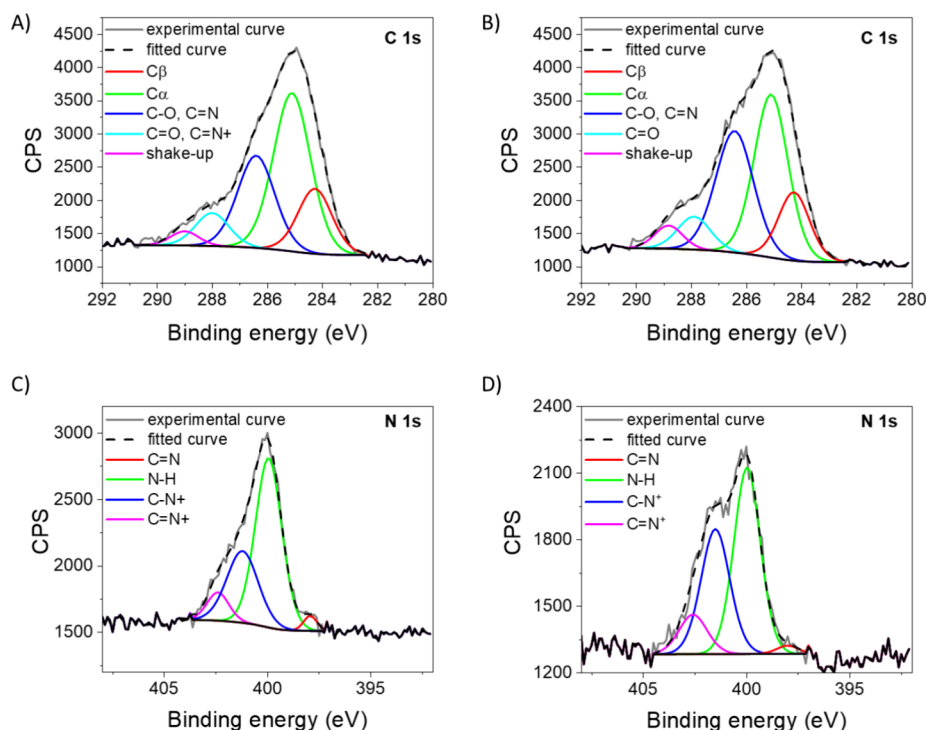 A)
C 1s
experimental curve
fitted curve
Cβ
Cα
C-O, C=N
C=O, C=N+
shake-up
4500
4000
3500
3000
2500
2000
1500
1000
CPS
292 290 288 286 284 282 280
Binding energy (eV)
B)
C 1s
experimental curve
fitted curve
Cβ
Cα
C-O, C=N
C=O
shake-up
4500
4000
3500
3000
2500
2000
1500
1000
CPS
292 290 288 286 284 282 280
Binding energy (eV)
C)
N 1s
experimental curve
fitted curve
C=N
N-H
C-N+
C=N+
3000
2500
2000
1500
CPS
405 400 395
Binding energy (eV)
D)
N 1s
experimental curve
fitted curve
C=N
N-H
C-N⁺
C=N⁺
2400
2100
1800
1500
1200
CPS
405 400 395
Binding energy (eV)